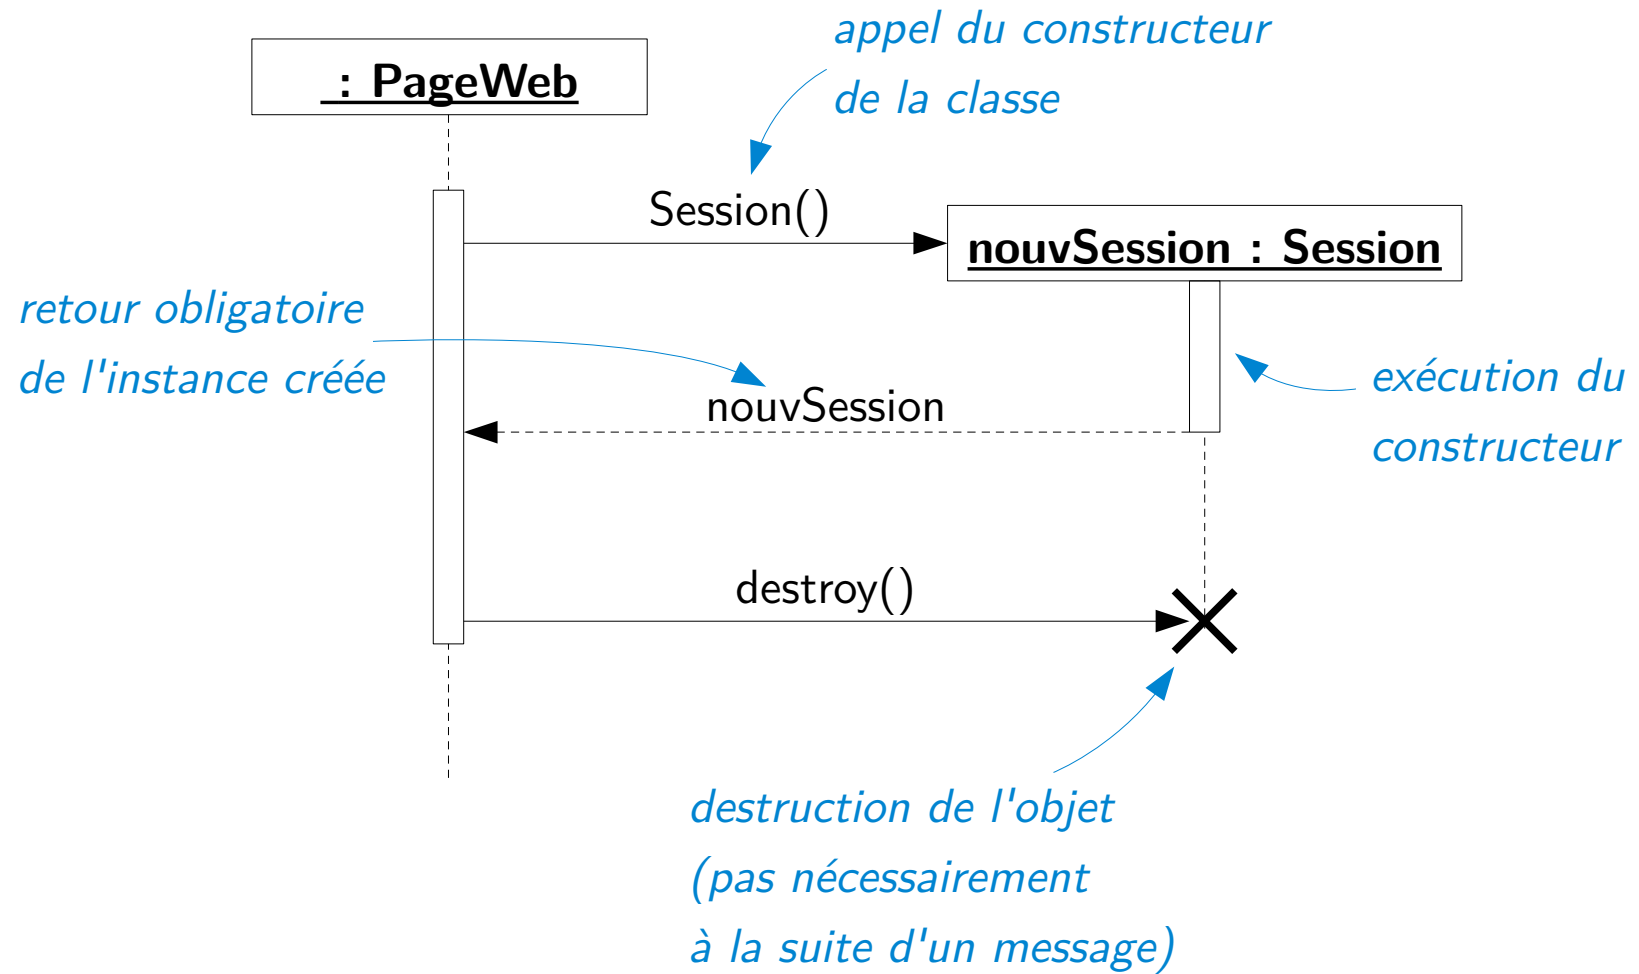 appel du constructeur
de la classe
: PageWeb
Session()
nouvSession : Session
retour obligatoire
de l'instance créée
nouvSession
exécution du
constructeur
destroy()
destruction de l'objet
(pas nécessairement
à la suite d'un message)